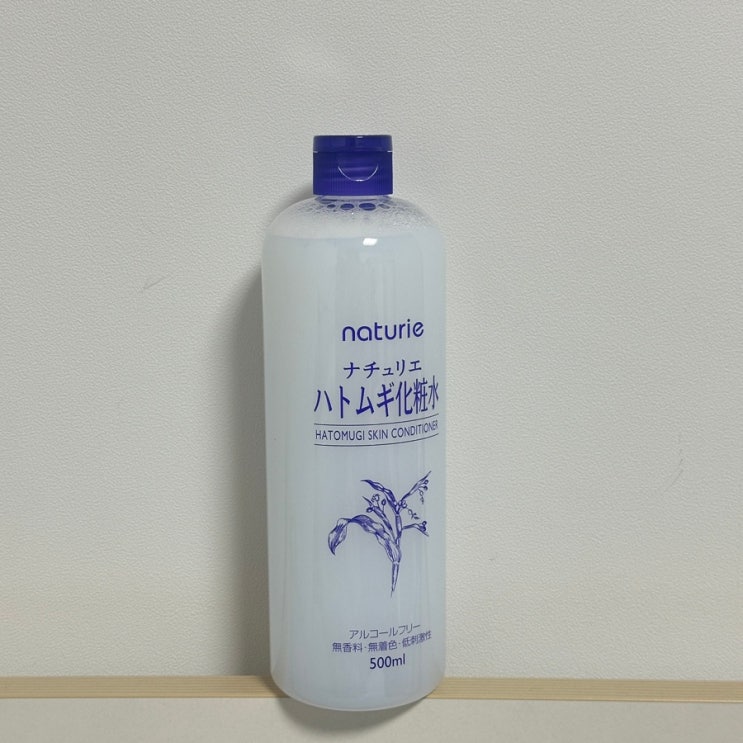 naturie
ナチュリエ
ハトムギ化粧水
HATOMUGI SKIN CONDITIONER
アルコールフリー
無香料・無着色・低刺激性
500ml